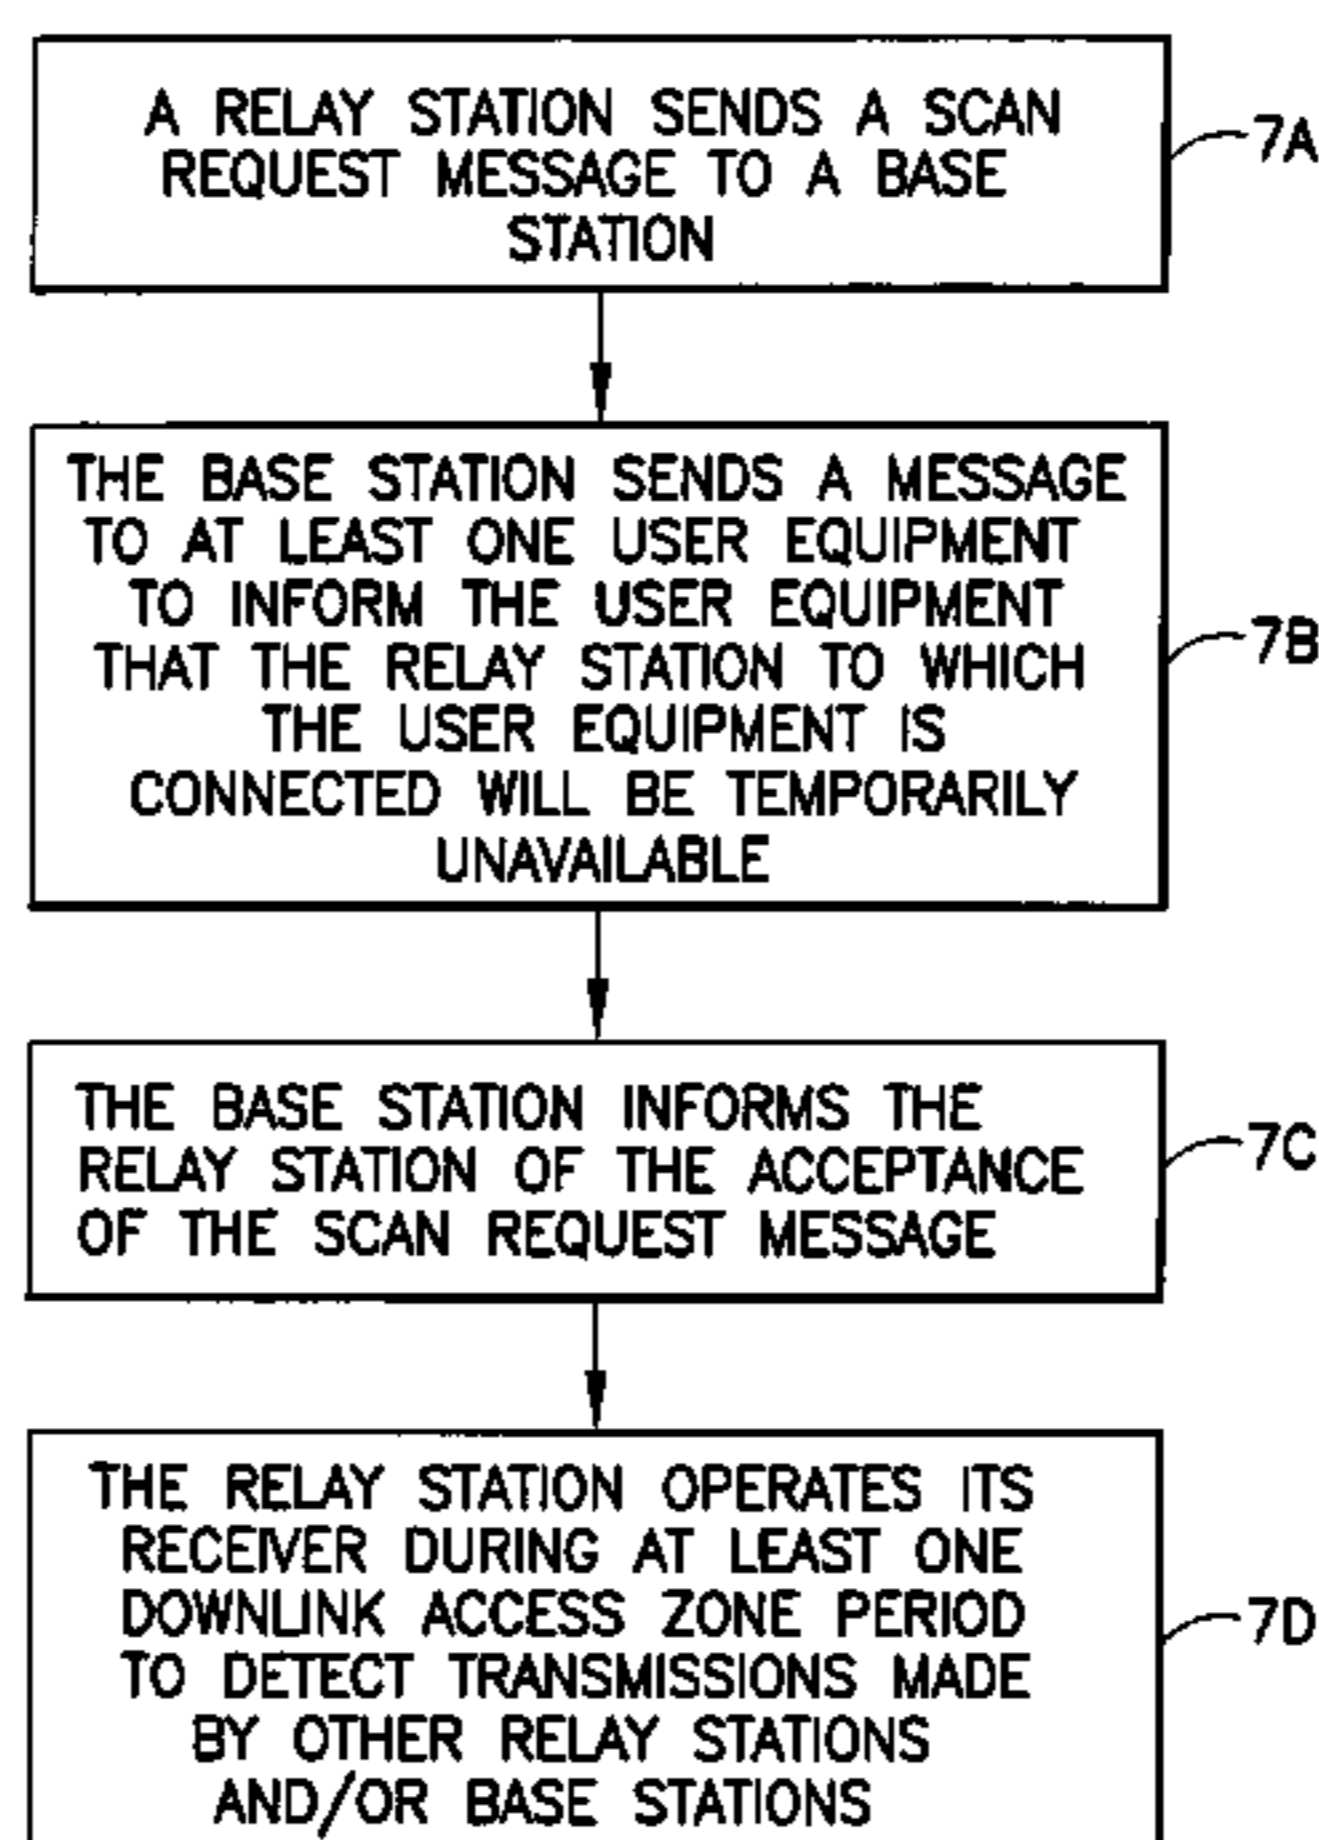 A RELAY STATION SENDS A SCAN
REQUEST MESSAGE TO A BASE
STATION
7A
THE BASE STATION SENDS A MESSAGE
TO AT LEAST ONE USER EQUIPMENT
TO INFORM THE USER EQUIPMENT
THAT THE RELAY STATION TO WHICH
THE USER EQUIPMENT IS
CONNECTED WILL BE TEMPORARILY
UNAVAILABLE
7B
THE BASE STATION INFORMS THE
RELAY STATION OF THE ACCEPTANCE
OF THE SCAN REQUEST MESSAGE
7C
THE RELAY STATION OPERATES ITS
RECEIVER DURING AT LEAST ONE
DOWNLINK ACCESS ZONE PERIOD
TO DETECT TRANSMISSIONS MADE
BY OTHER RELAY STATIONS
AND/OR BASE STATIONS
7D